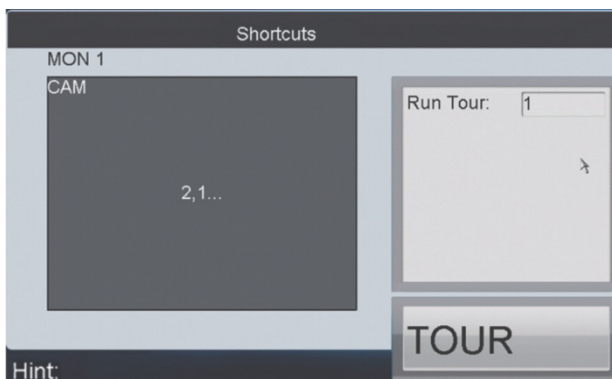 Shortcuts
MON 1
CAM
2,1...
Run Tour: 1
TOUR
Hint: